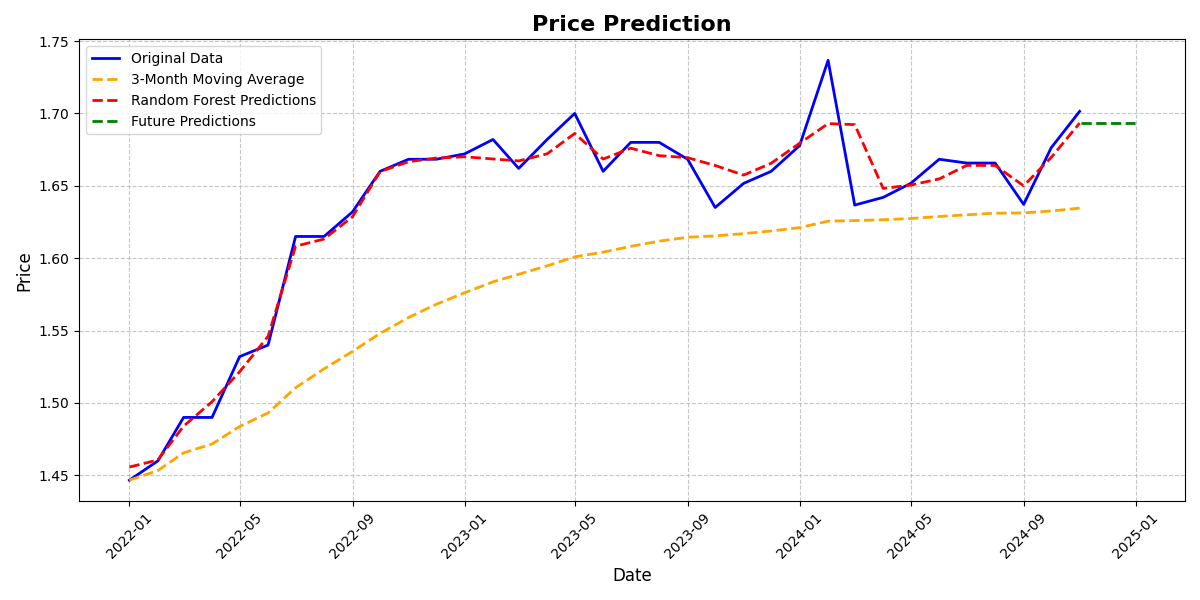 Price Prediction
Original Data
3-Month Moving Average
Random Forest Predictions
Future Predictions
Price
1.75
1.70
1.65
1.60
1.55
1.50
1.45
2022-01
2022-05
2022-09
2023-01
2023-05
2023-09
2024-01
2024-05
2024-09
2025-01
Date